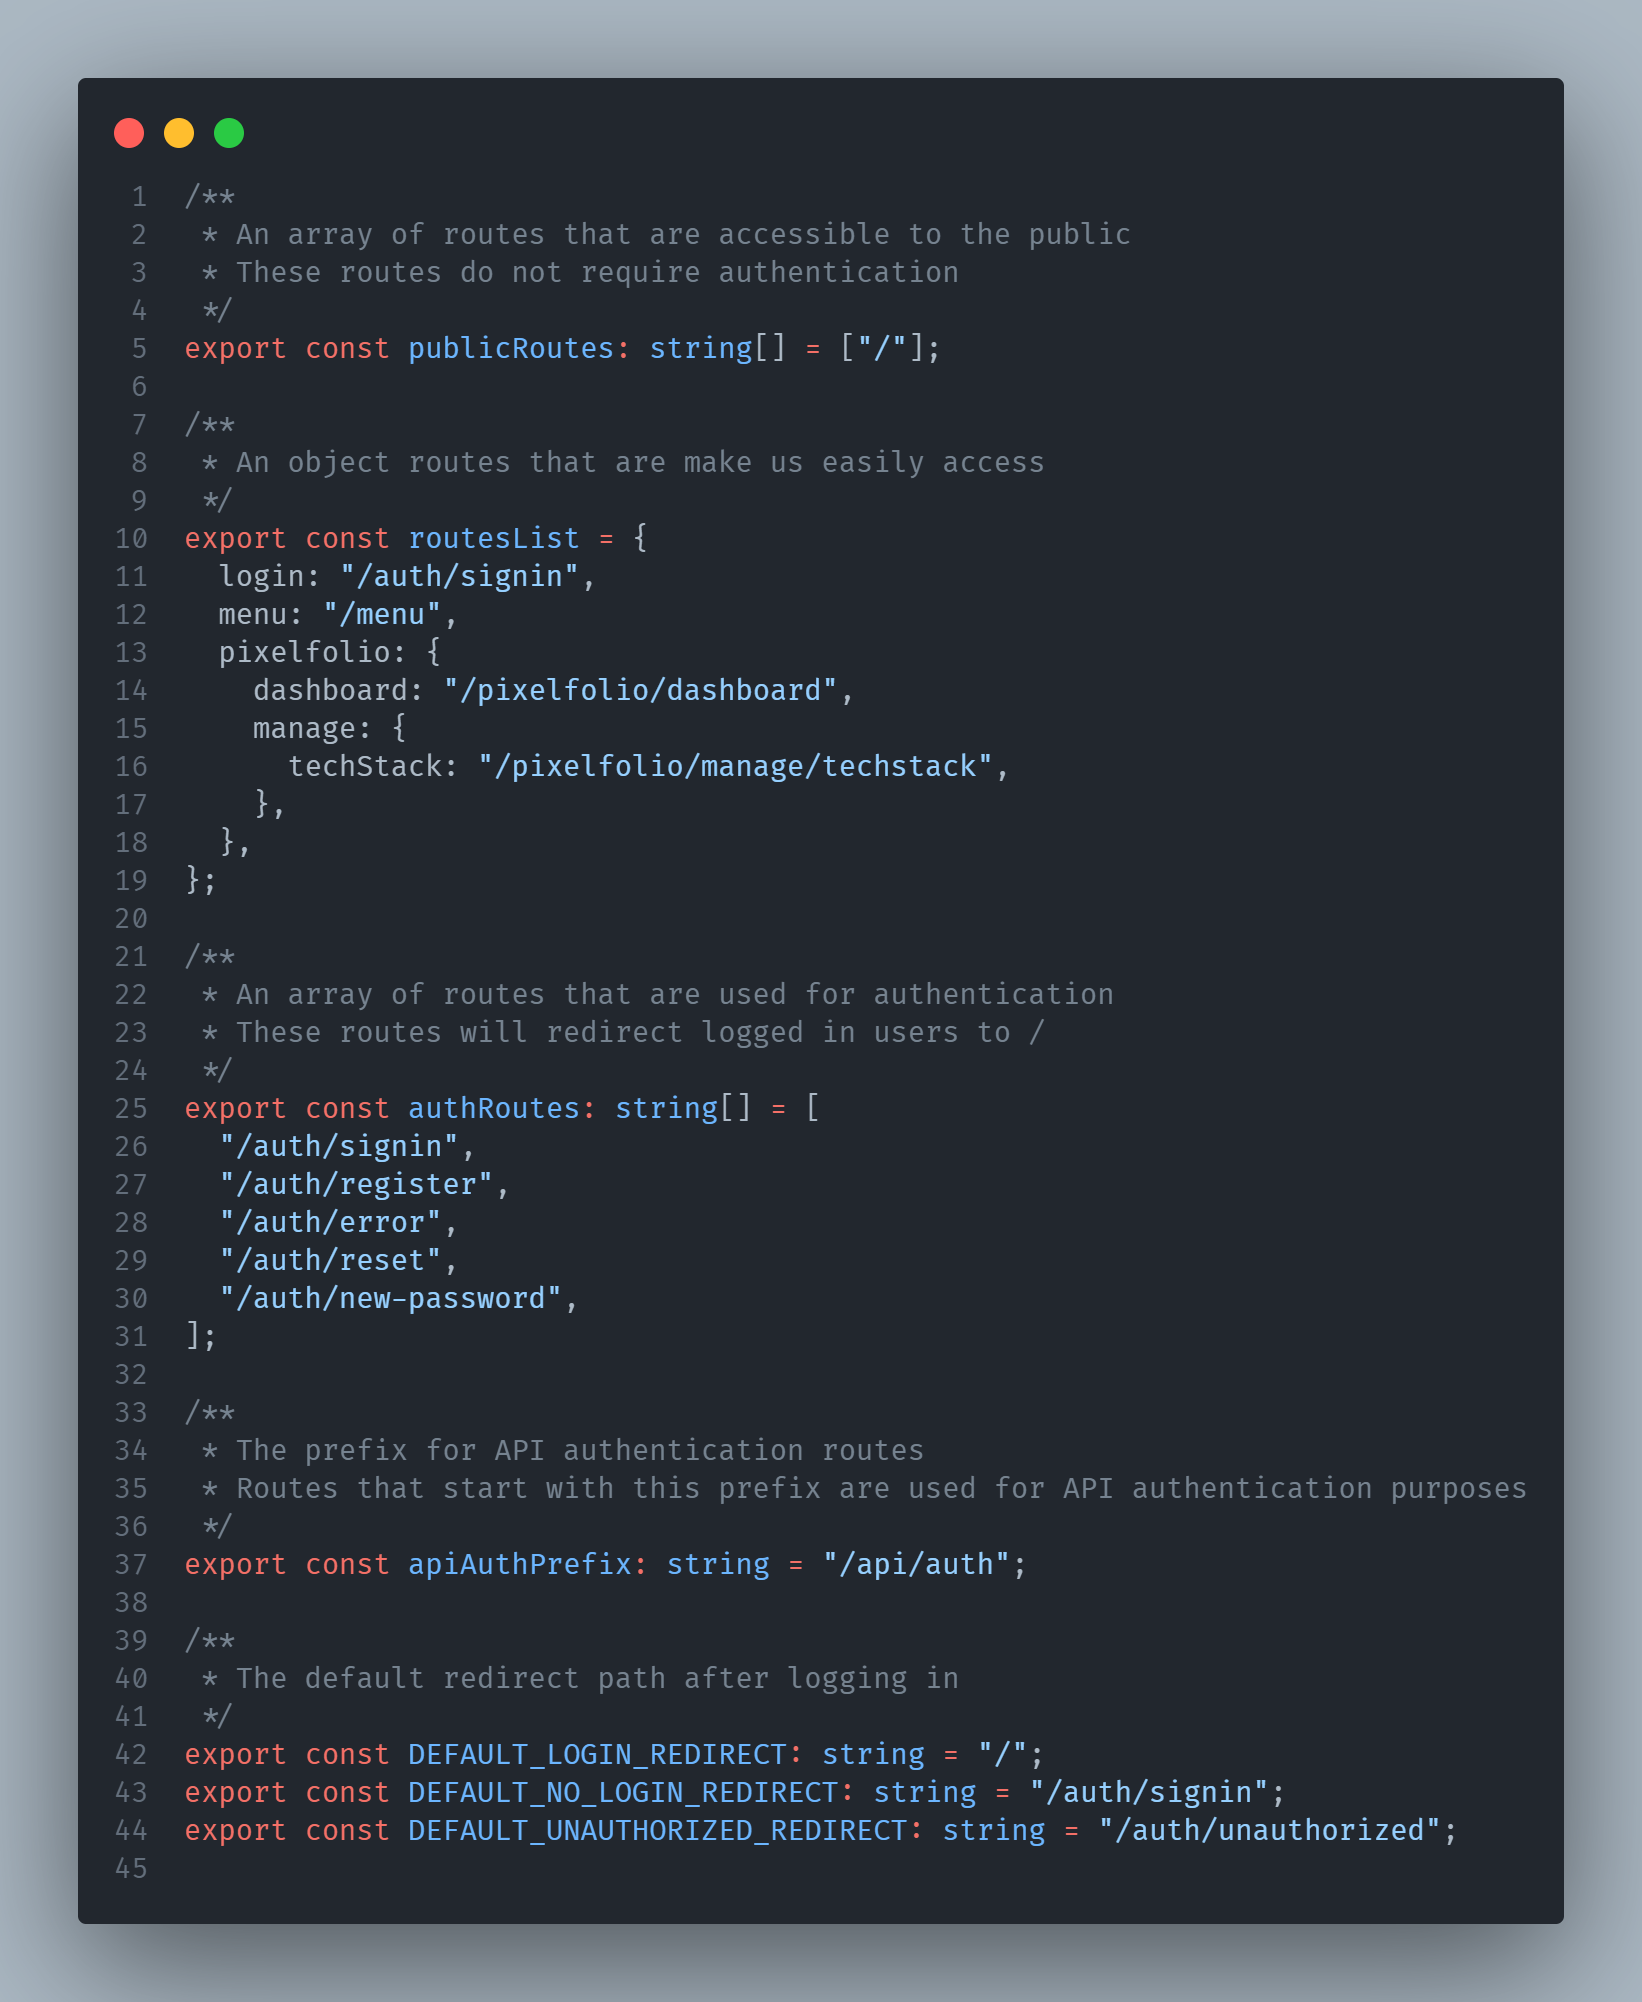 1 /**
2  * An array of routes that are accessible to the public
3  * These routes do not require authentication
4  */
5 export const publicRoutes: string[] = ["/"];
6
7 /**
8  * An object routes that are make us easily access
9  */
10 export const routesList = {
11   login: "/auth/signin",
12   menu: "/menu",
13   pixelfolio: {
14     dashboard: "/pixelfolio/dashboard",
15     manage: {
16       techStack: "/pixelfolio/manage/techstack",
17     },
18   },
19 };
20
21 /**
22  * An array of routes that are used for authentication
23  * These routes will redirect logged in users to /
24  */
25 export const authRoutes: string[] = [
26   "/auth/signin",
27   "/auth/register",
28   "/auth/error",
29   "/auth/reset",
30   "/auth/new-password",
31 ];
32
33 /**
34  * The prefix for API authentication routes
35  * Routes that start with this prefix are used for API authentication purposes
36  */
37 export const apiAuthPrefix: string = "/api/auth";
38
39 /**
40  * The default redirect path after logging in
41  */
42 export const DEFAULT_LOGIN_REDIRECT: string = "/";
43 export const DEFAULT_NO_LOGIN_REDIRECT: string = "/auth/signin";
44 export const DEFAULT_UNAUTHORIZED_REDIRECT: string = "/auth/unauthorized";
45